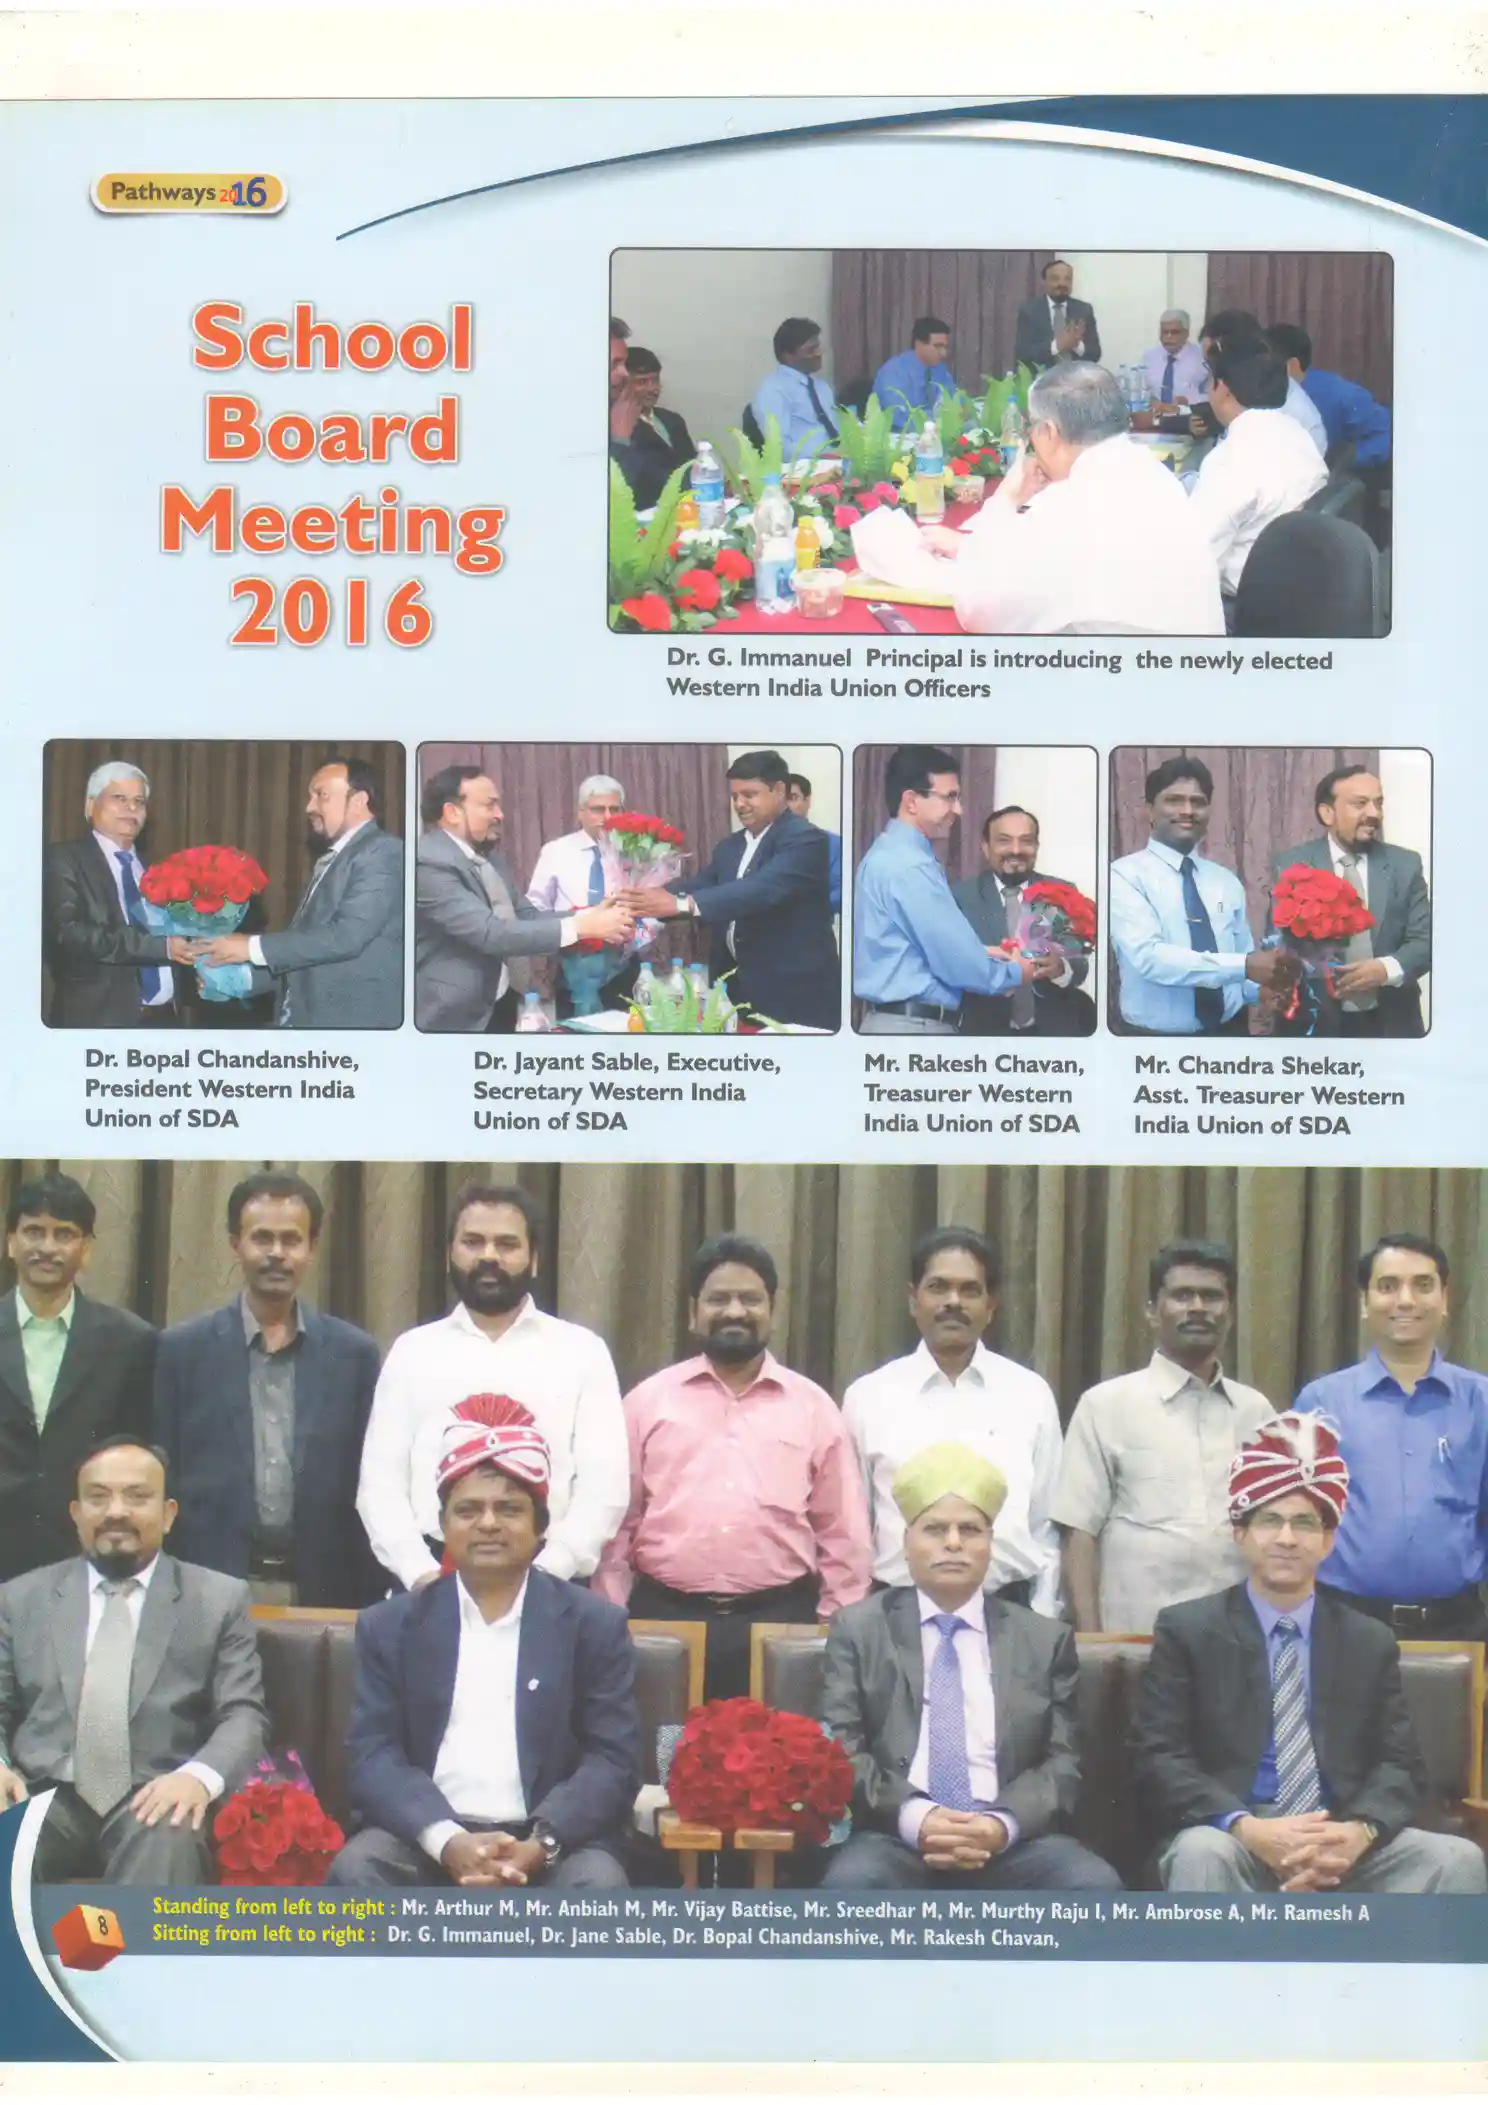 Pathways 2016
School
Board
Meeting
2016
Dr. G. Immanuel Principal is introducing the newly elected
Western India Union Officers
Dr. Bopal Chandanshive,
President Western India
Union of SDA
Dr. Jayant Sable, Executive,
Secretary Western India
Union of SDA
Mr. Rakesh Chavan,
Treasurer Western
India Union of SDA
Mr. Chandra Shekar,
Asst. Treasurer Western
India Union of SDA
Standing from left to right : Mr. Arthur M, Mr. Anbiah M, Mr. Vijay Battise, Mr. Sreedhar M, Mr. Murthy Raju I, Mr. Ambrose A, Mr. Ramesh A
Sitting from left to right : Dr. G. Immanuel, Dr. Jane Sable, Dr. Bopal Chandanshive, Mr. Rakesh Chavan,
8